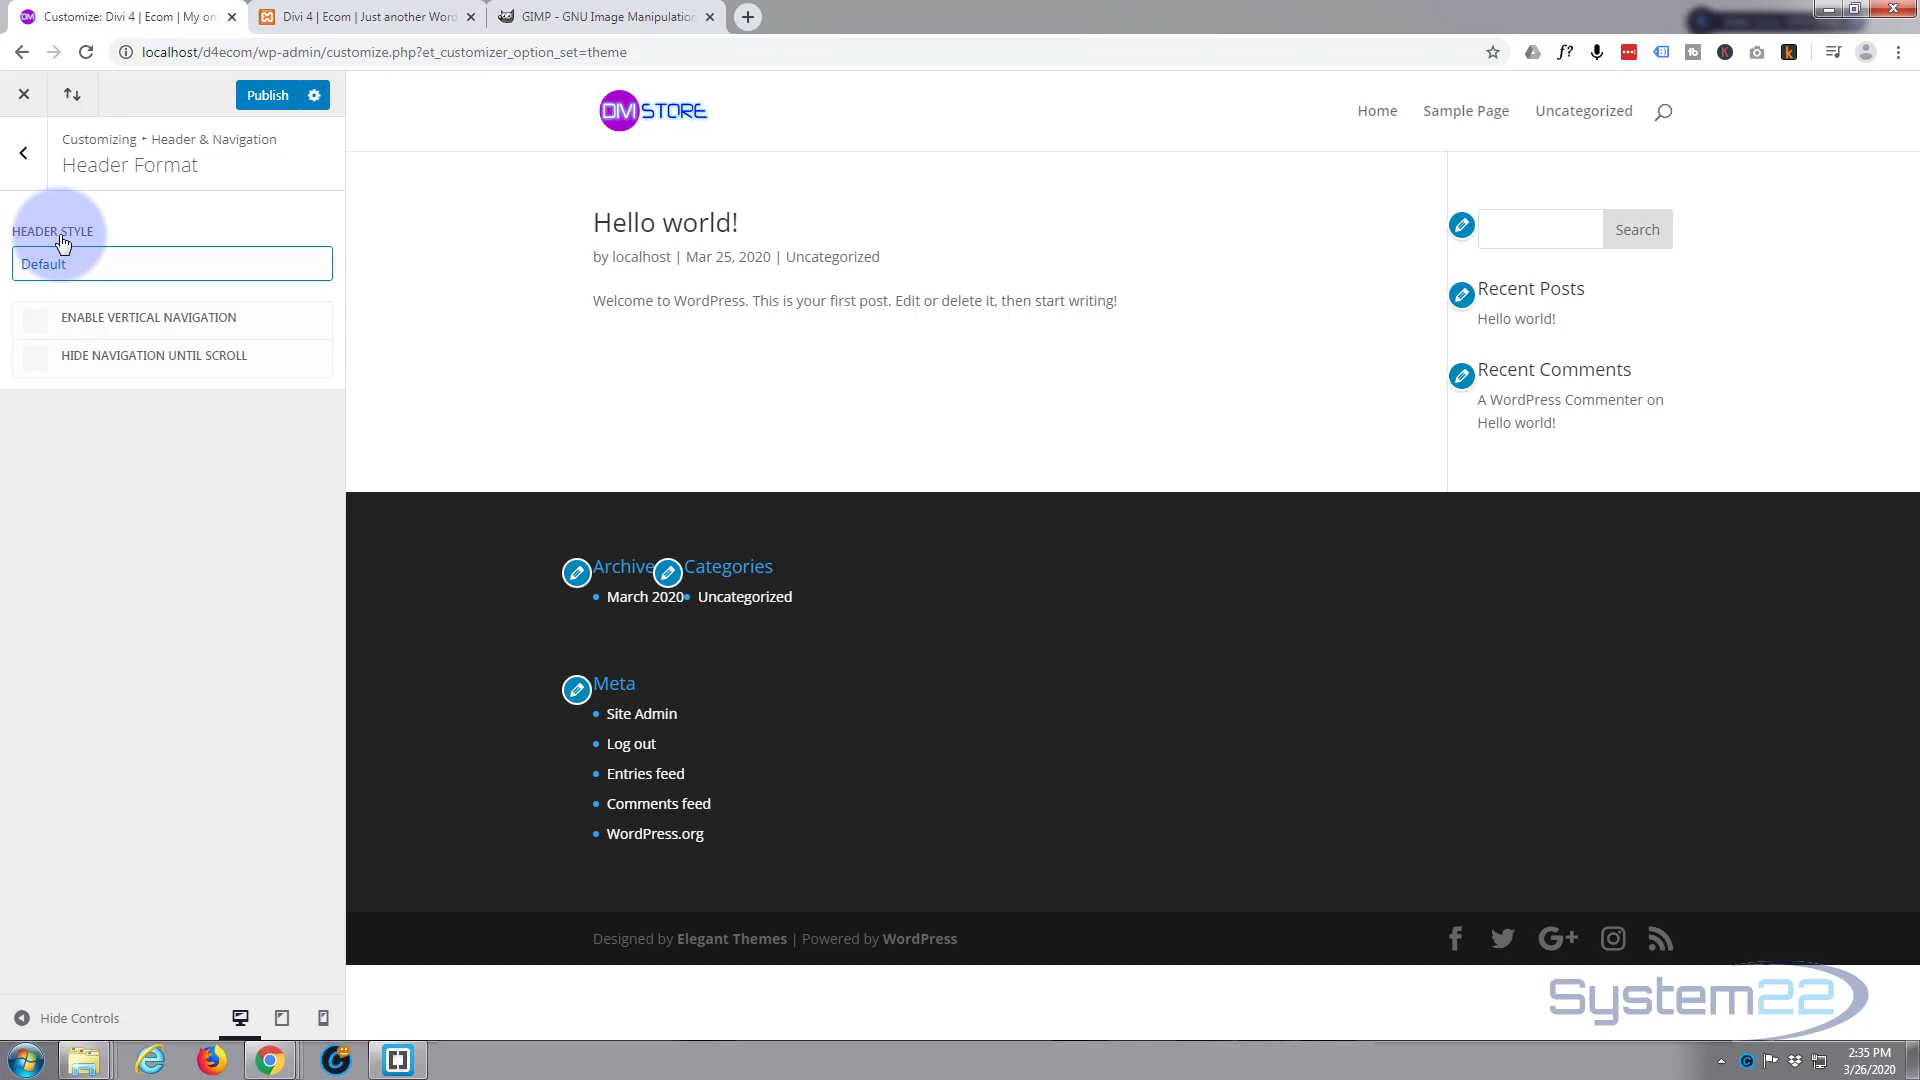 Customize: Divi 4 | Ecom | My on
Divi 4 | Ecom | Just another Word
GIMP - GNU Image Manipulation
localhost/d4ecom/wp-admin/customize.php?et_customizer_option_set=theme
Publish
Customizing ‣ Header & Navigation
Header Format
HEADER STYLE
Default
ENABLE VERTICAL NAVIGATION
HIDE NAVIGATION UNTIL SCROLL
Hide Controls
DIVI STORE
Home Sample Page Uncategorized
Hello world!
by localhost | Mar 25, 2020 | Uncategorized
Welcome to WordPress. This is your first post. Edit or delete it, then start writing!
Search
Recent Posts
Hello world!
Recent Comments
A WordPress Commenter on
Hello world!
Archive
March 2020
Categories
Uncategorized
Meta
Site Admin
Log out
Entries feed
Comments feed
WordPress.org
Designed by Elegant Themes | Powered by WordPress
System22
2:35 PM
3/26/2020